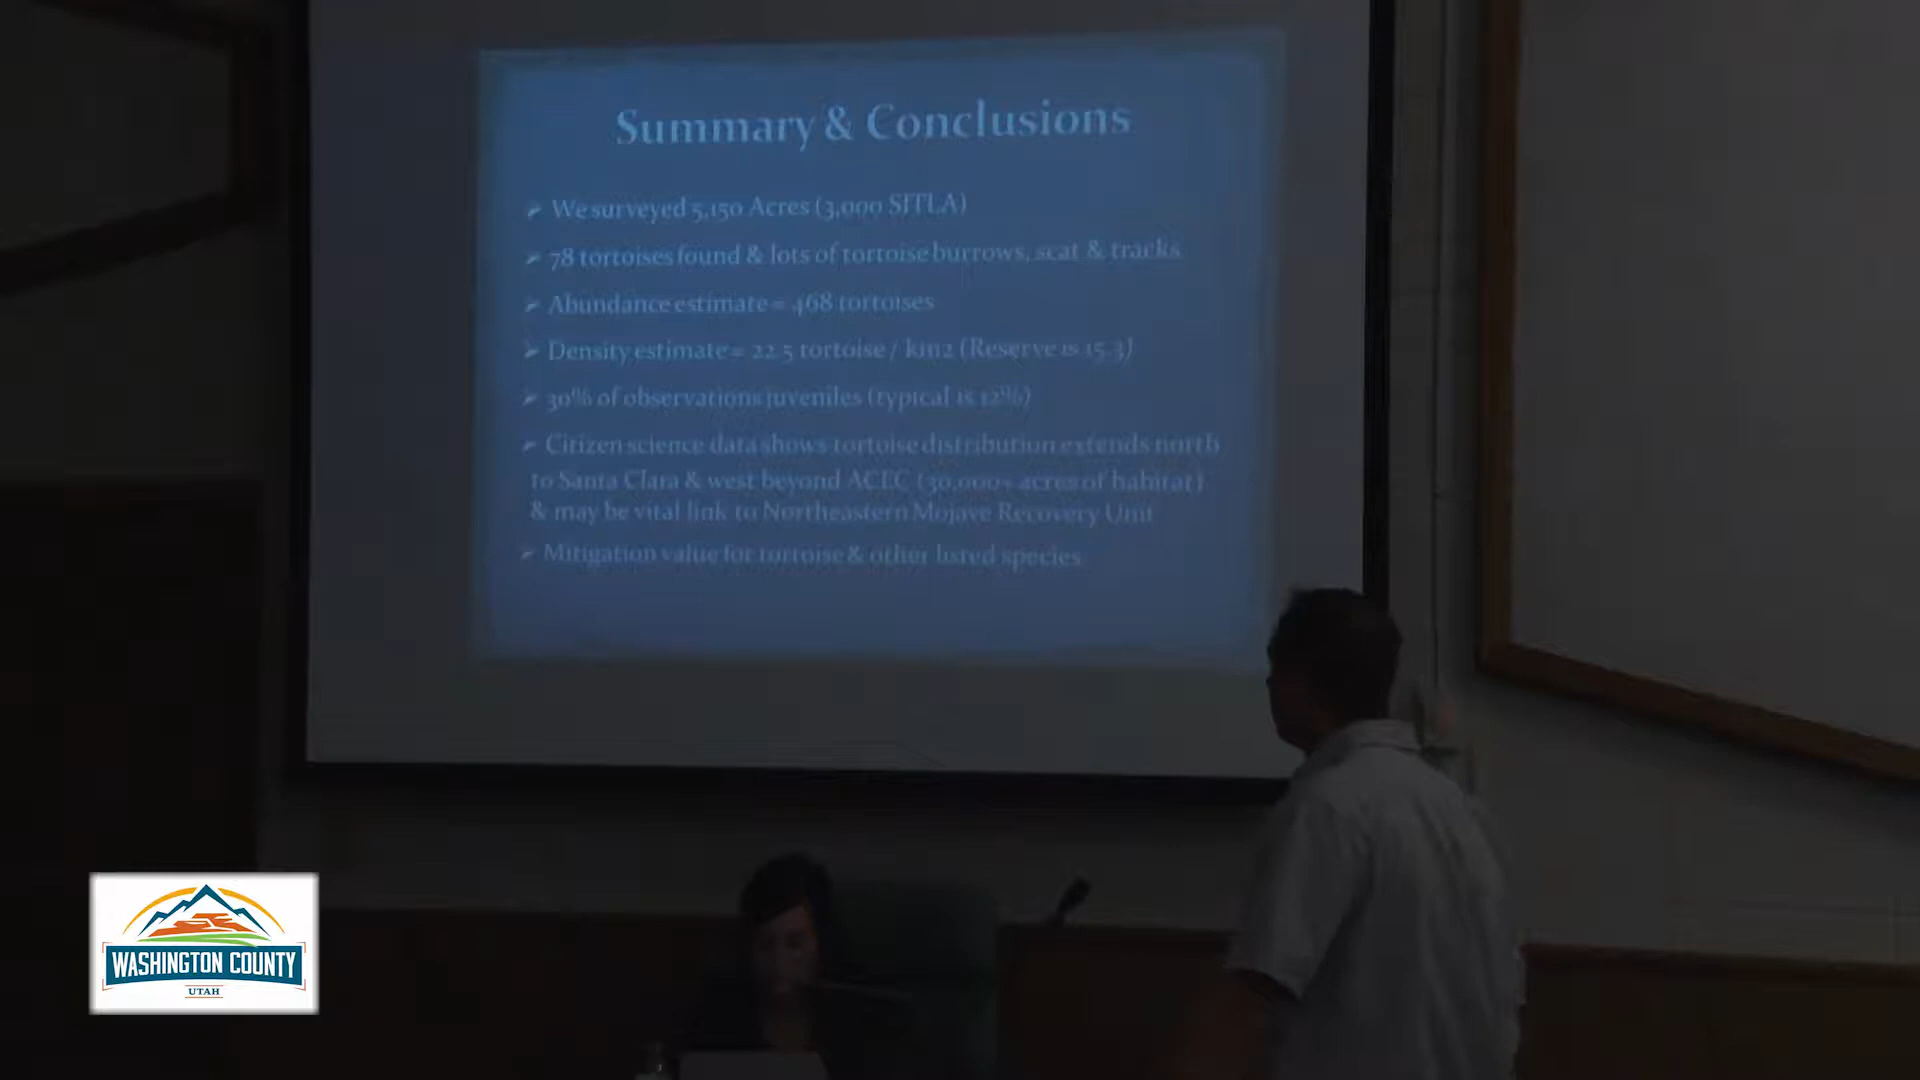 Summary & Conclusions
We surveyed 5,150 Acres (3,000 SITLA)
78 tortoises found & lots of tortoise burrows, scat & tracks
Abundance estimate = 468 tortoises
Density estimate = 22.5 tortoise / km2 (Reserve is 15.3)
30% of observations juveniles (typical is 12%)
Citizen science data shows tortoise distribution extends north
to Santa Clara & west beyond ACEC (30,000+ acres of habitat)
& may be vital link to Northeastern Mojave Recovery Unit
Mitigation value for tortoise & other listed species
WASHINGTON COUNTY
UTAH